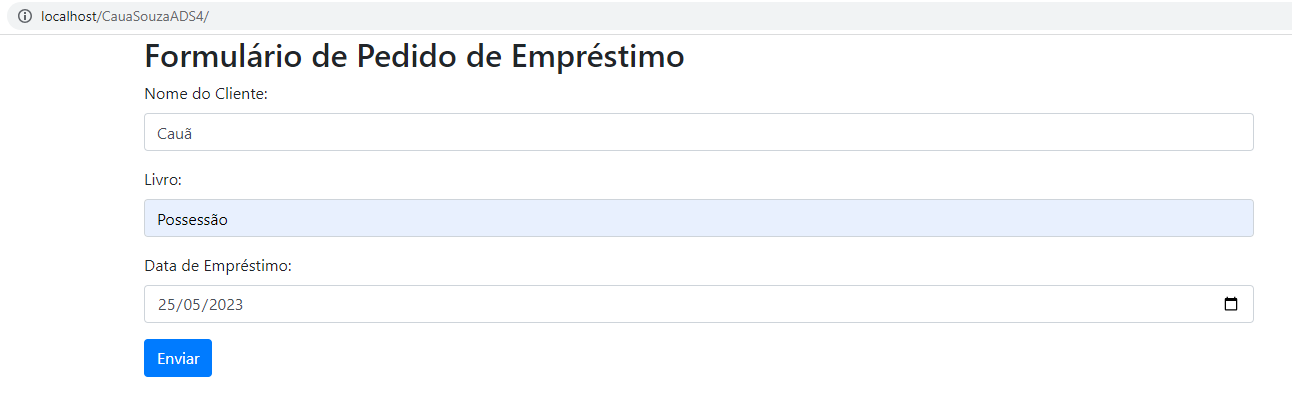 localhost/CauaSouzaADS4/
Formulário de Pedido de Empréstimo
Nome do Cliente:
Cauã
Livro:
Possessão
Data de Empréstimo:
25/05/2023
Enviar